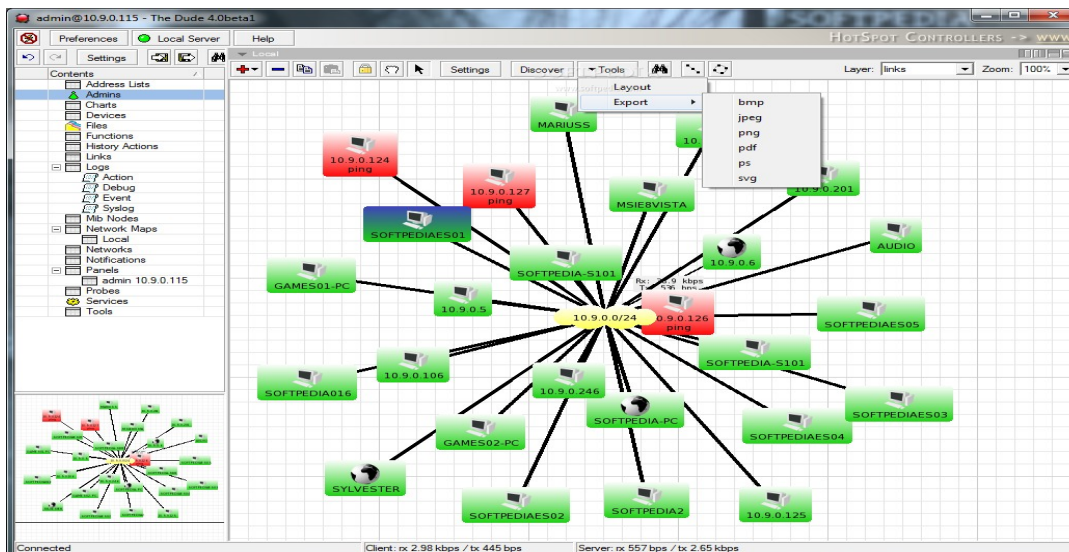 admin@10.9.0.115 - The Dude 4.0beta1
SOFTPEDIA
Preferences
Local Server
Help
HotSpot Controllers -> www
Settings
Contents
Address Lists
Admins
Charts
Devices
Files
Functions
History Actions
Links
Logs
Action
Debug
Event
Syslog
Mib Nodes
Network Maps
Local
Networks
Notifications
Panels
admin 10.9.0.115
Probes
Services
Tools
Local
Settings
Discover
Tools
Layer:
links
Zoom:
100%
Layout
Export
bmp
jpeg
png
pdf
ps
svg
MARIUSS
10.9.0.124
ping
10.9.0.127
ping
MSIE8VISTA
10.9.0.201
SOFTPEDIAES01
AUDIO
SOFTPEDIA-S101
10.9.0.6
GAMES01-PC
10.9.0.5
tx 536 bps
10.9.0.0/24
0.9.0.126
ping
SOFTPEDIAES05
SOFTPEDIA-S101
10.9.0.106
SOFTPEDIA016
10.9.0.246
SOFTPEDIA-PC
SOFTPEDIAES03
GAMES02-PC
SOFTPEDIAES04
SYLVESTER
SOFTPEDIAES02
SOFTPEDIA2
10.9.0.125
Connected
Client: rx 2.98 kbps / tx 445 bps
Server: rx 557 bps / tx 2.65 kbps